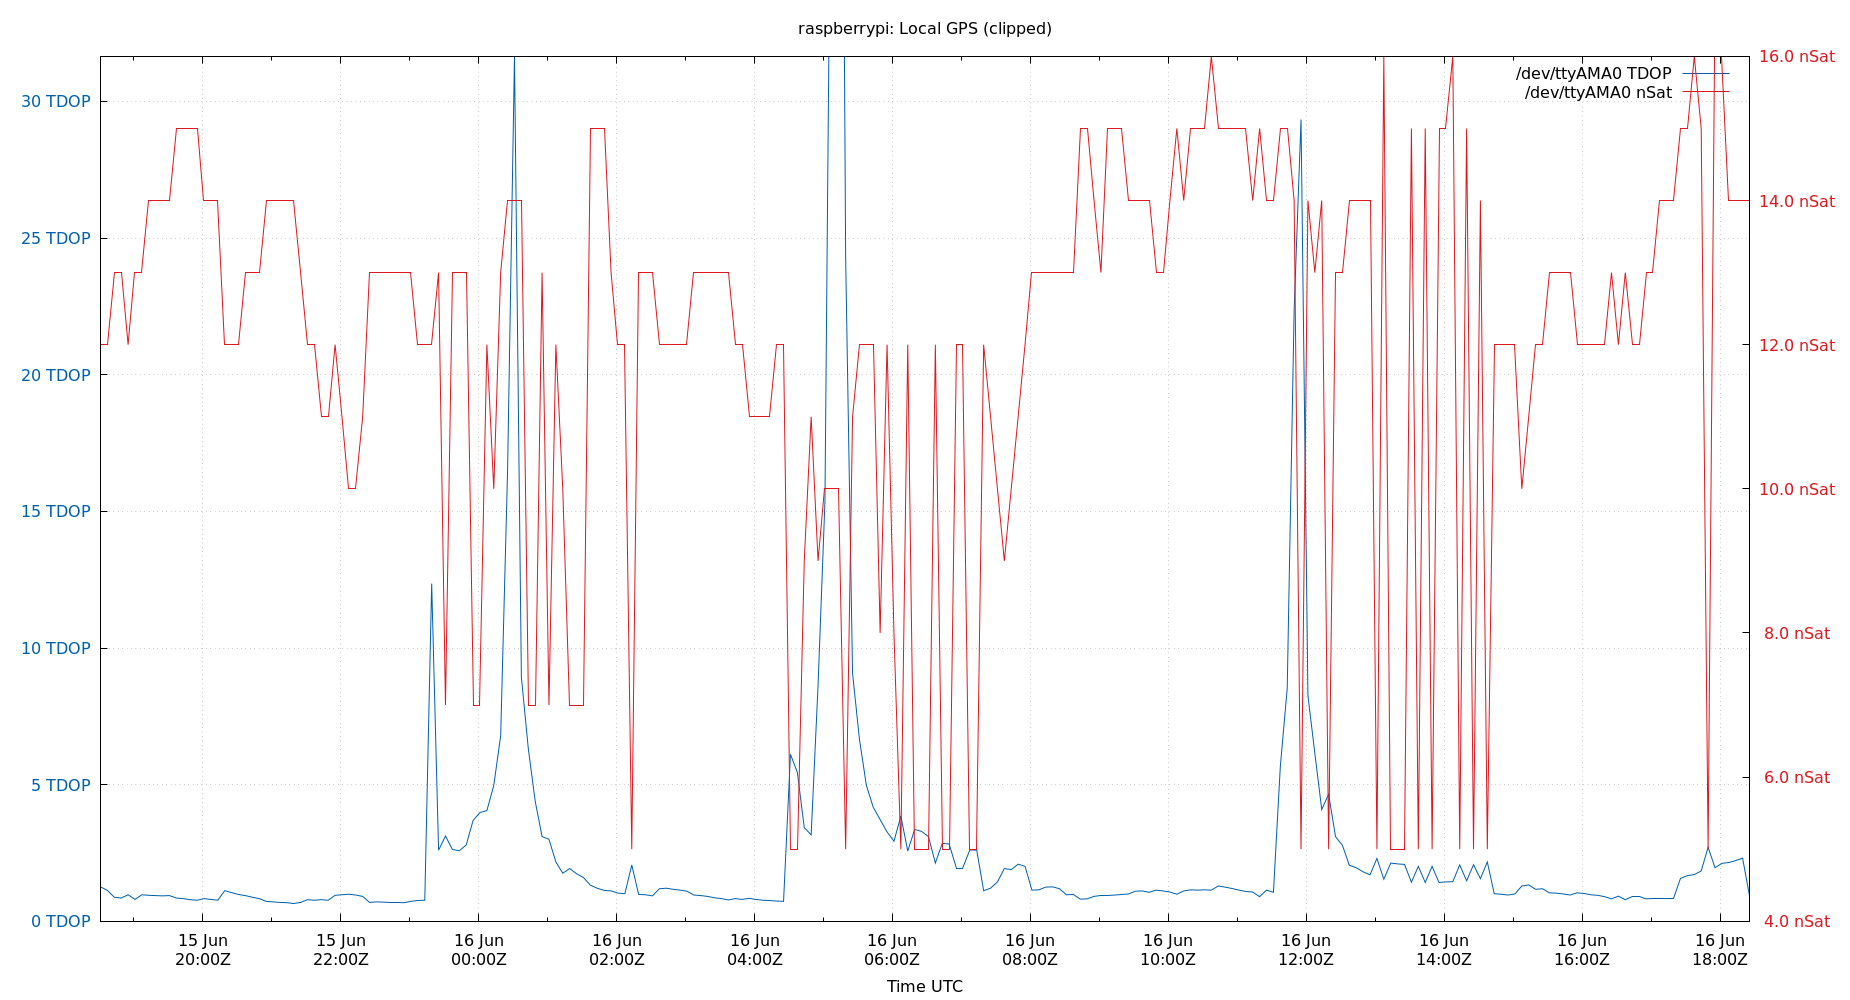 raspberrypi: Local GPS (clipped)
/dev/ttyAMA0 TDOP
/dev/ttyAMA0 nSat
30 TDOP
25 TDOP
20 TDOP
15 TDOP
10 TDOP
5 TDOP
0 TDOP
16.0 nSat
14.0 nSat
12.0 nSat
10.0 nSat
8.0 nSat
6.0 nSat
4.0 nSat
15 Jun
20:00Z
15 Jun
22:00Z
16 Jun
00:00Z
16 Jun
02:00Z
16 Jun
04:00Z
16 Jun
06:00Z
16 Jun
08:00Z
16 Jun
10:00Z
16 Jun
12:00Z
16 Jun
14:00Z
16 Jun
16:00Z
16 Jun
18:00Z
Time UTC